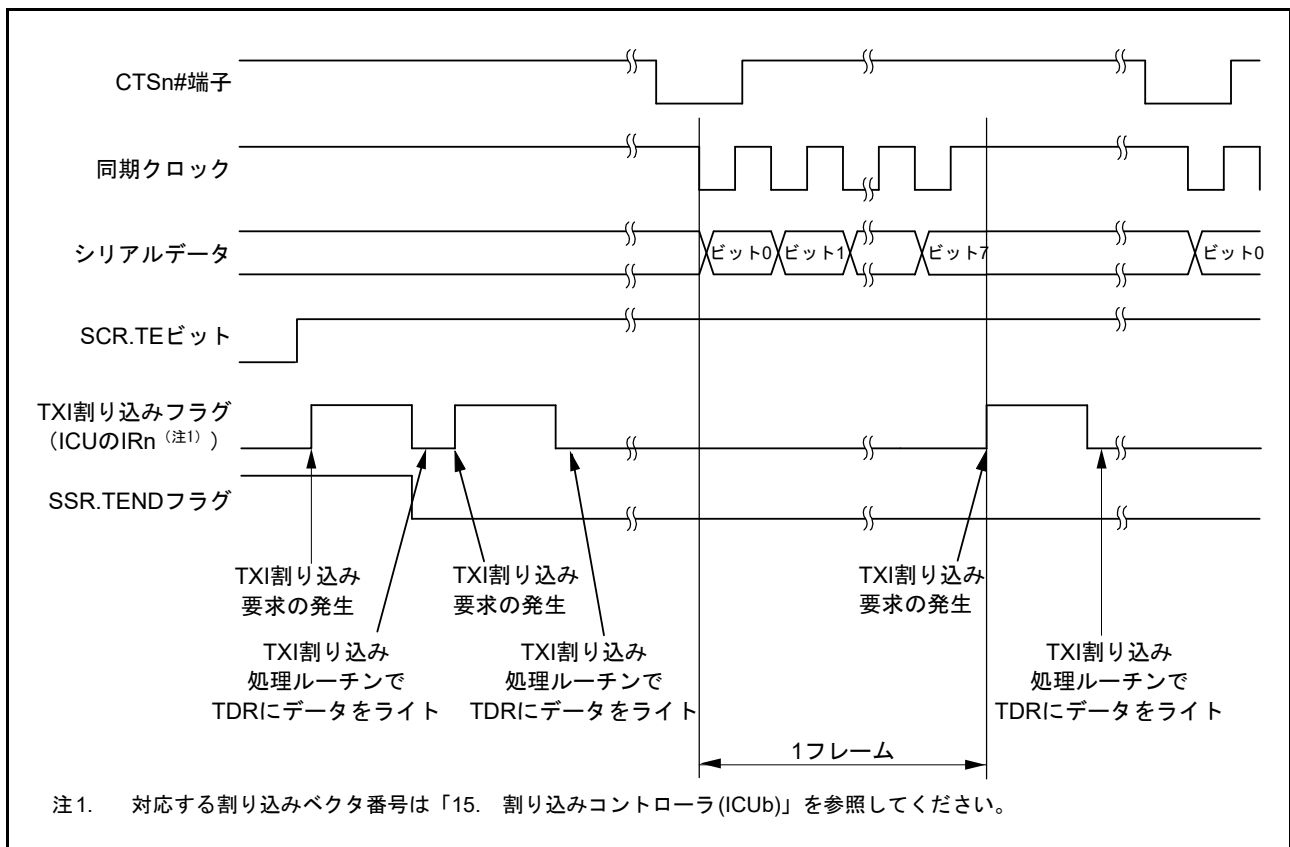 CTSn#端子
同期クロック
シリアルデータ
ビット0
ビット1
ビット7
ビット0
SCR.TEビット
TXI割り込みフラグ
(ICUのIRn(注1))
SSR.TENDフラグ
TXI割り込み
要求の発生
TXI割り込み
要求の発生
TXI割り込み
要求の発生
TXI割り込み
処理ルーチンで
TDRにデータをライト
TXI割り込み
処理ルーチンで
TDRにデータをライト
TXI割り込み
処理ルーチンで
TDRにデータをライト
1フレーム
注1. 対応する割り込みベクタ番号は「15. 割り込みコントローラ(ICUb)」を参照してください。